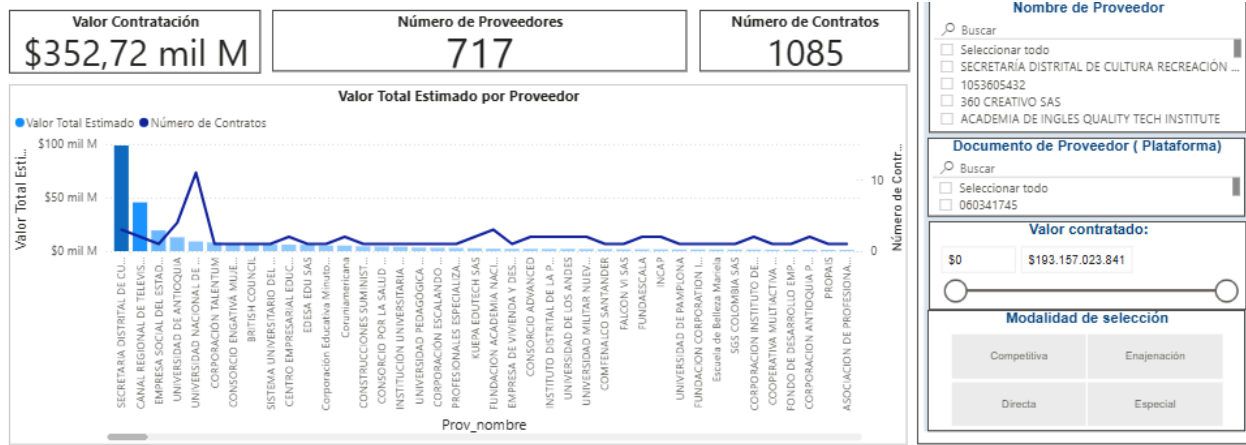 Valor Contratación
$352,72 mil M
Número de Proveedores
717
Número de Contratos
1085
Valor Total Estimado por Proveedor
Valor Total Estimado
Número de Contratos
Valor Total Esti...
$100 mil M
$50 mil M
$0 mil M
10
0
Número de Contr...
SECRETARIA DISTRITAL DE CU...
CANAL REGIONAL DE TELEVIS...
EMPRESA SOCIAL DEL ESTAD...
UNIVERSIDAD DE ANTIOQUIA
UNIVERSIDAD NACIONAL DE ...
CORPORACIÓN TALENTUM
CONSORCIO ENGATIVÁ MUJE...
BRITISH COUNCIL
SISTEMA UNIVERSITARIO DEL ...
CENTRO EMPRESARIAL EDUC...
EDESA EDU SAS
Corporación Educativa Minuto...
Coruniamericana
CONSTRUCCIONES SUMINIST...
CONSORCIO POR LA SALUD ...
INSTITUCIÓN UNIVERSITARIA ...
UNIVERSIDAD PEDAGÓGICA ...
CORPORACIÓN ESCALANDO ...
PROFESIONALES ESPECIALIZA...
KUEPA EDUTECH SAS
FUNDACION ACADEMIA NACI...
EMPRESA DE VIVIENDA Y DES...
CONSORCIO ADVANCED
INSTITUTO DISTRITAL DE LA P...
UNIVERSIDAD DE LOS ANDES
UNIVERSIDAD MILITAR NUEV...
COMFENALCO SANTANDER
FALCON VI SAS
FUNDAESCALA
INCAP
UNIVERSIDAD DE PAMPLONA
FUNDACION CORPORATION I...
Escuela de Belleza Mariela
SGS COLOMBIA SAS
CORPORACION INSTITUTO DE...
COOPERATIVA MULTIACTIVA ...
FONDO DE DESARROLLO EMP...
CORPORACION ANTIOQUIA P...
PROPAIS
ASOCIACION DE PROFESIONA...
Prov_nombre
Nombre de Proveedor
Buscar
Seleccionar todo
SECRETARÍA DISTRITAL DE CULTURA RECREACIÓN ...
1053605432
360 CREATIVO SAS
ACADEMIA DE INGLES QUALITY TECH INSTITUTE
Documento de Proveedor ( Plataforma)
Buscar
Seleccionar todo
060341745
Valor contratado:
$0
$193.157.023.841
Modalidad de selección
Competitiva
Enajenación
Directa
Especial